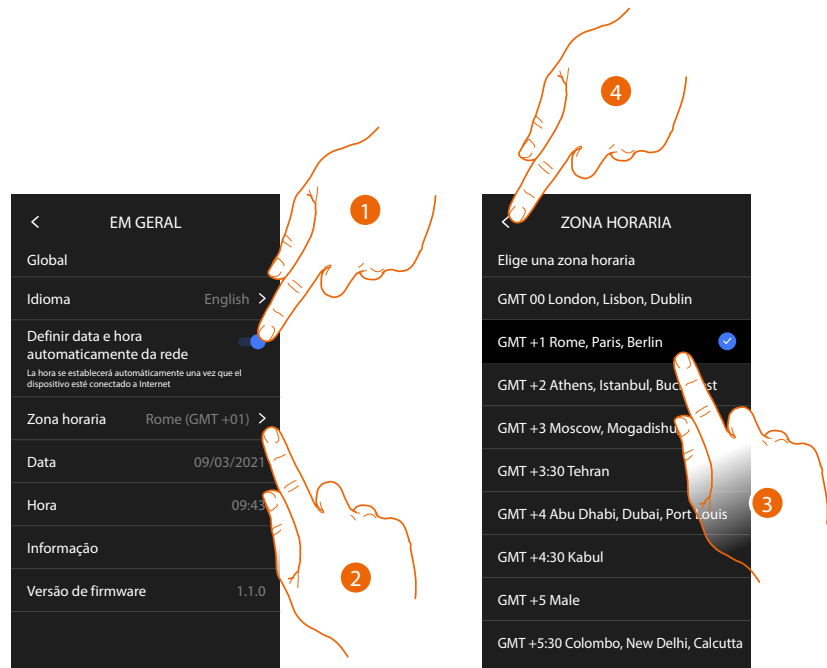 EM GERAL
Global
Idioma English
Definir data e hora
automaticamente da rede
La hora se establecerá automáticamente una vez que el
dispositivo esté conectado a Internet
Zona horaria Rome (GMT +01)
Data 09/03/2021
Hora 09:43
Informação
Versão de firmware 1.1.0
1
2
ZONA HORARIA
Elige una zona horaria
GMT 00 London, Lisbon, Dublin
GMT +1 Rome, Paris, Berlin
GMT +2 Athens, Istanbul,
GMT +3 Moscow, Mogadishu
GMT +3:30 Tehran
GMT +4 Abu Dhabi, Dubai, Port Louis
GMT +4:30 Kabul
GMT +5 Male
GMT +5:30 Colombo, New Delhi, Calcutta
4
3